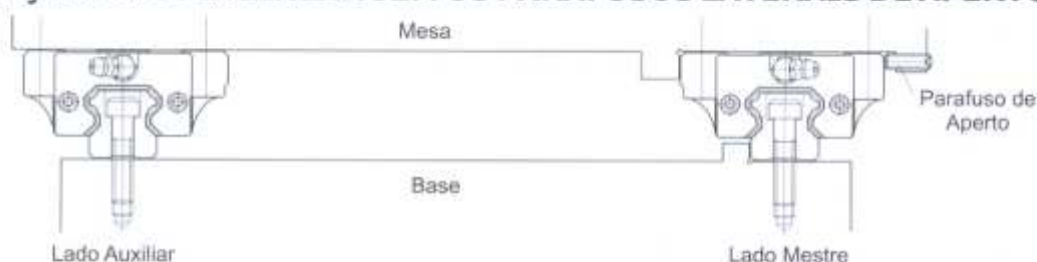 Mesa
Parafuso de
Aperto
Base
Lado Auxiliar
Lado Mestre